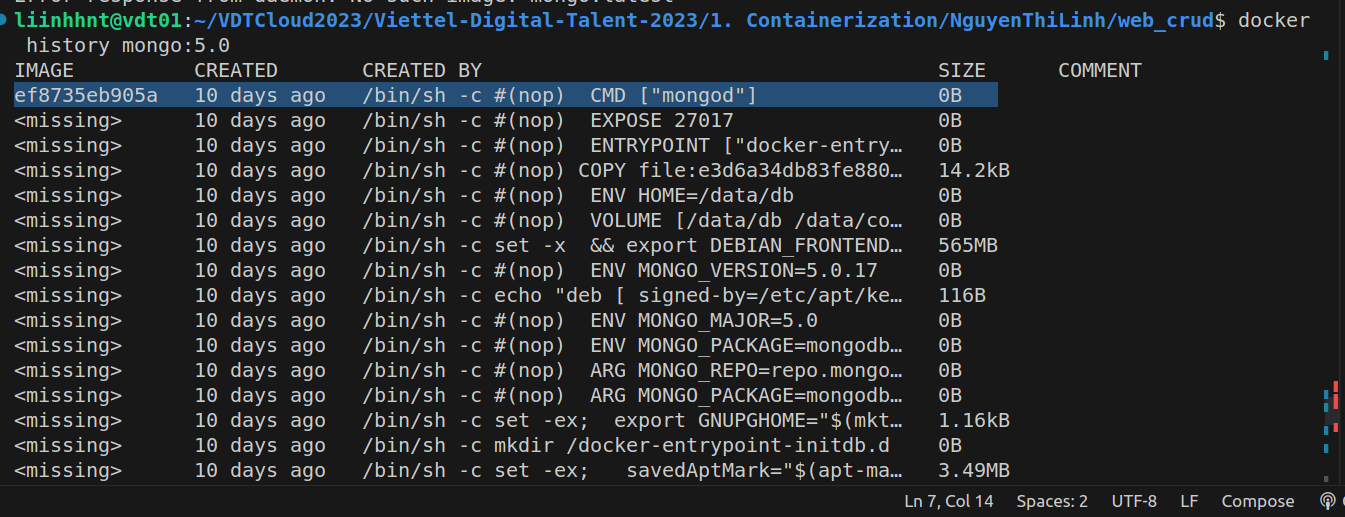 liinhnt@vdt01:~/VDTCloud2023/Viettel-Digital-Talent-2023/1. Containerization/NguyenThiLinh/web_crud$ docker
history mongo:5.0
IMAGE CREATED CREATED BY SIZE COMMENT
ef8735eb905a 10 days ago /bin/sh -c #(nop) CMD ["mongod"] 0B
<missing> 10 days ago /bin/sh -c #(nop) EXPOSE 27017 0B
<missing> 10 days ago /bin/sh -c #(nop) ENTRYPOINT ["docker-entry… 0B
<missing> 10 days ago /bin/sh -c #(nop) COPY file:e3d6a34db83fe880… 14.2kB
<missing> 10 days ago /bin/sh -c #(nop) ENV HOME=/data/db 0B
<missing> 10 days ago /bin/sh -c #(nop) VOLUME [/data/db /data/co… 0B
<missing> 10 days ago /bin/sh -c set -x && export DEBIAN_FRONTEND… 565MB
<missing> 10 days ago /bin/sh -c #(nop) ENV MONGO_VERSION=5.0.17 0B
<missing> 10 days ago /bin/sh -c echo "deb [ signed-by=/etc/apt/ke… 116B
<missing> 10 days ago /bin/sh -c #(nop) ENV MONGO_MAJOR=5.0 0B
<missing> 10 days ago /bin/sh -c #(nop) ENV MONGO_PACKAGE=mongodb… 0B
<missing> 10 days ago /bin/sh -c #(nop) ARG MONGO_REPO=repo.mongo… 0B
<missing> 10 days ago /bin/sh -c #(nop) ARG MONGO_PACKAGE=mongodb… 0B
<missing> 10 days ago /bin/sh -c set -ex; export GNUPGHOME="$(mkt… 1.16kB
<missing> 10 days ago /bin/sh -c mkdir /docker-entrypoint-initdb.d 0B
<missing> 10 days ago /bin/sh -c set -ex; savedAptMark="$(apt-ma… 3.49MB
Ln 7, Col 14 Spaces: 2 UTF-8 LF Compose